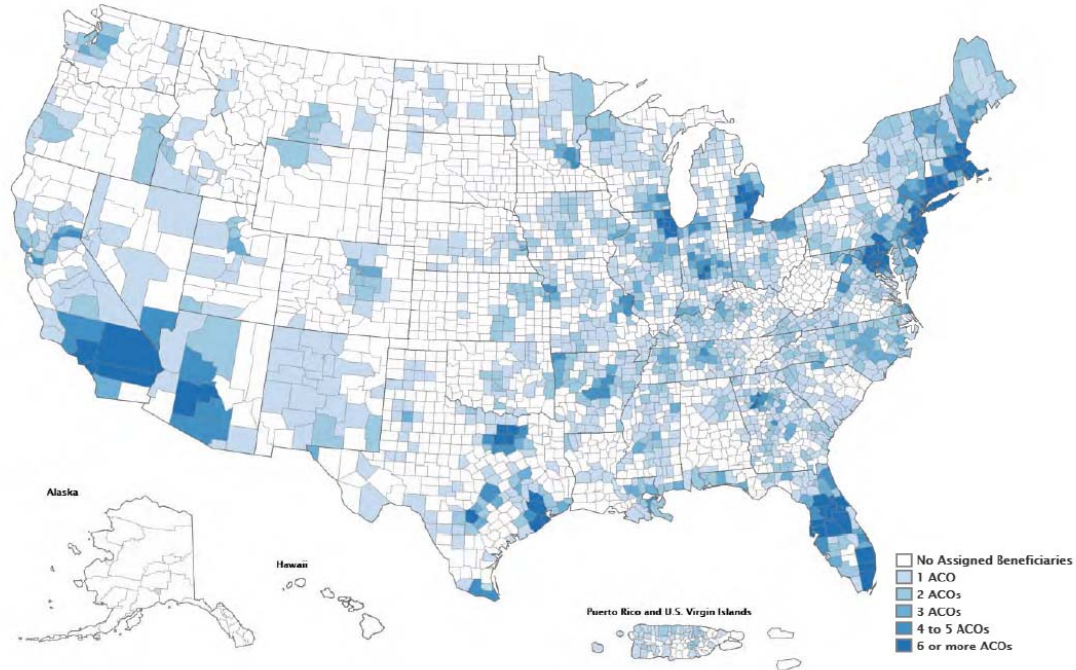 Alaska
Hawaii
Puerto Rico and U.S. Virgin Islands
No Assigned Beneficiaries
1 ACO
2 ACOs
3 ACOs
4 to 5 ACOs
6 or more ACOs